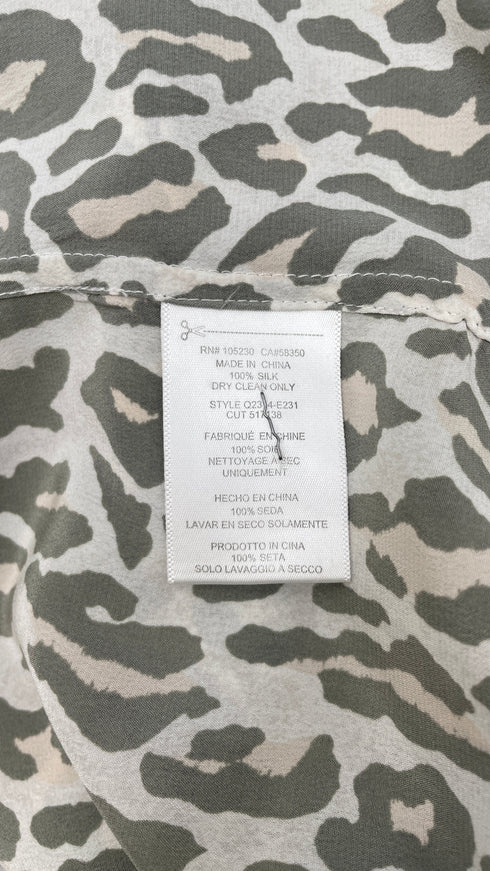 RN# 105230 CA#58350
MADE IN CHINA
100% SILK
DRY CLEAN ONLY
STYLE
CUT
FABRIQUÉ EN CHINE
100% SOIE
NETTOYAGE A SEC
UNIQUEMENT
HECHO EN CHINA
100% SEDA
LAVAR EN SECO SOLAMENTE
PRODOTTO IN CINA
100% SETA
SOLO LAVAGGIO A SECCO